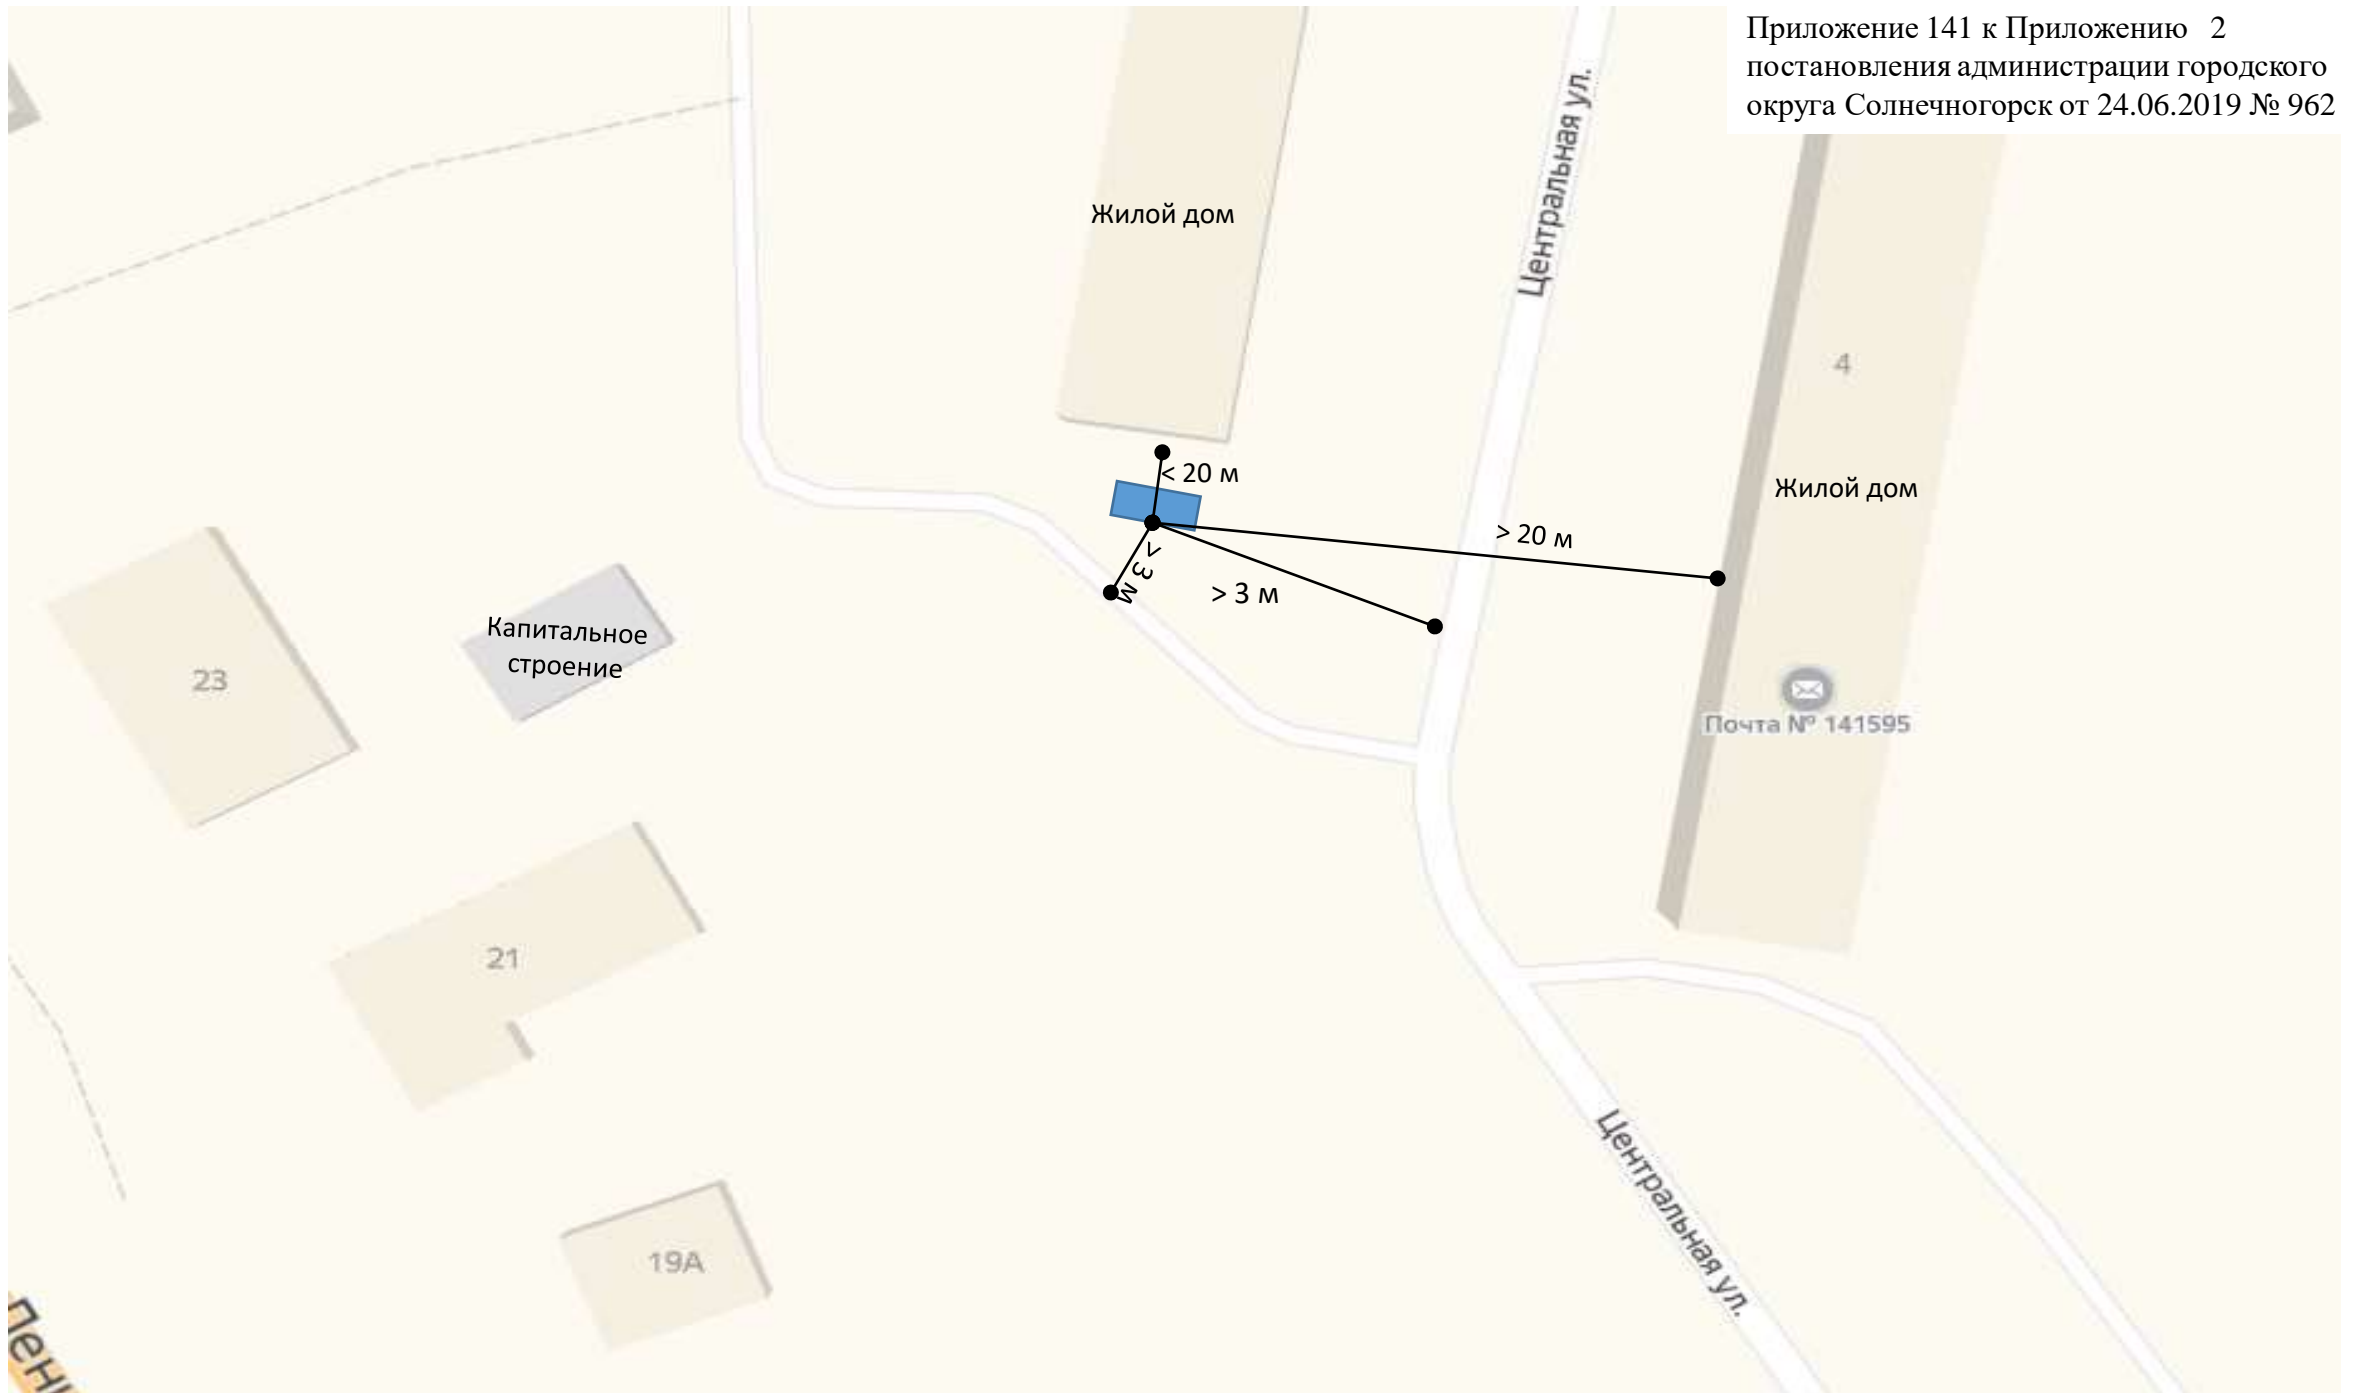 Приложение 141 к Приложению 2
постановления администрации городского
округа Солнечногорск от 24.06.2019 № 962
Центральная ул.
Жилой дом
4
< 20 м
Жилой дом
> 20 м
> 3 м
> 3 м
Капитальное
строение
23
Почта № 141595
21
Центральная ул.
19А